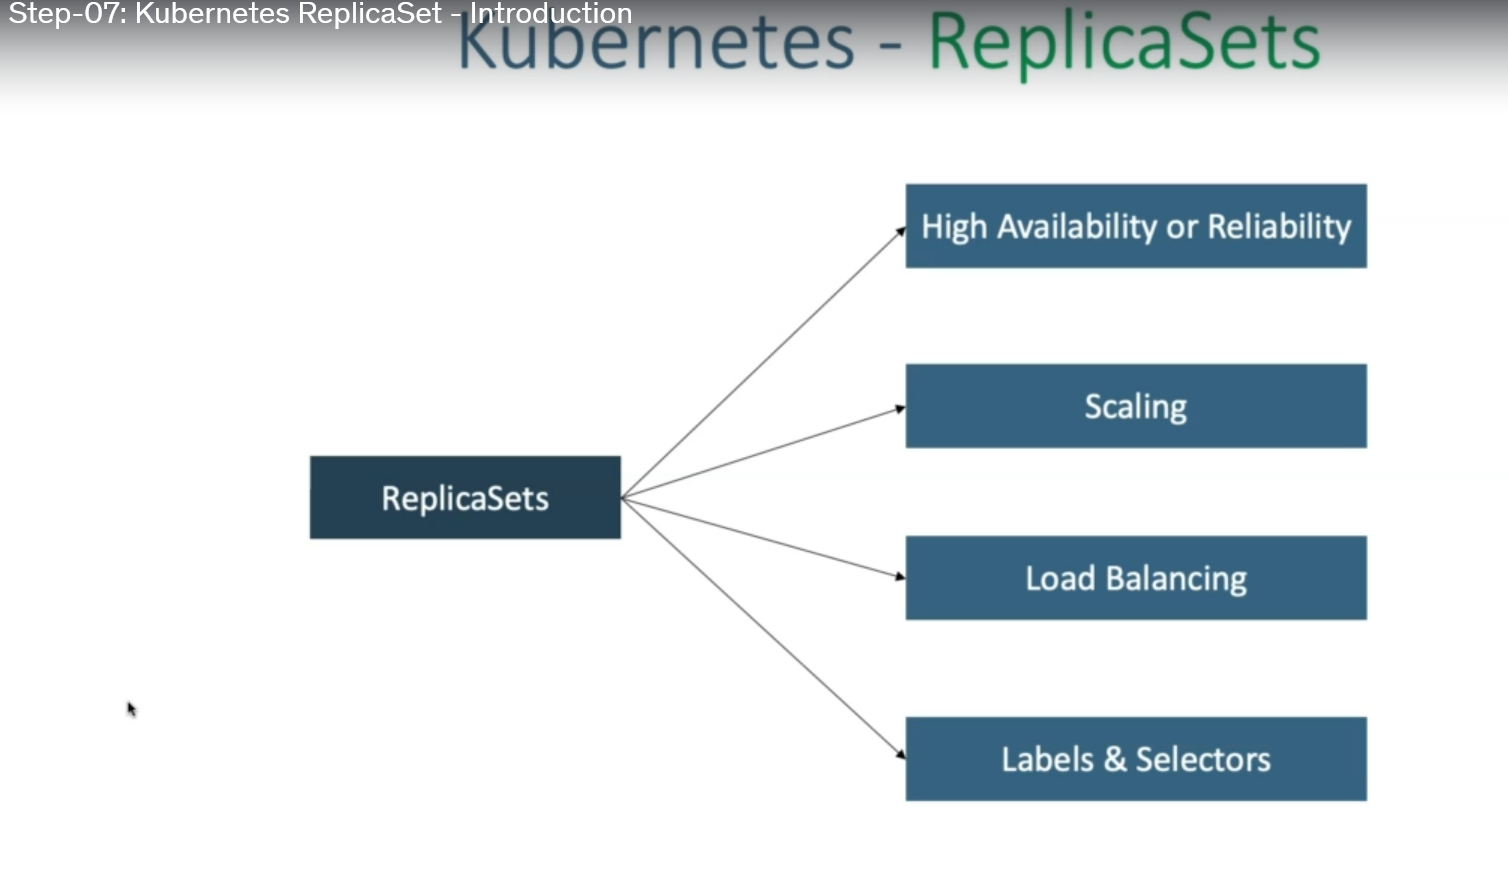 Step-07: Kubernetes ReplicaSet - Introduction
Kubernetes - ReplicaSets
High Availability or Reliability
Scaling
ReplicaSets
Load Balancing
Labels & Selectors